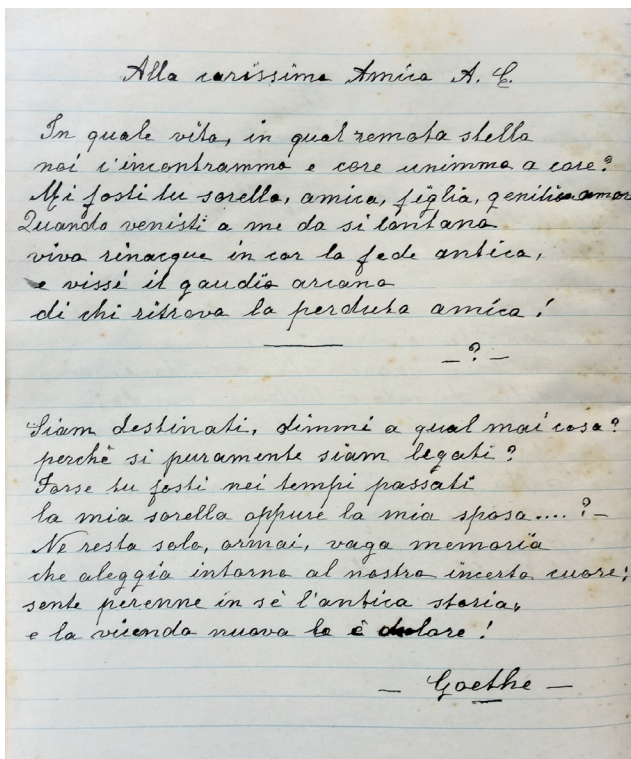 Alla carissima Amica A. C.
In quale vita, in qual remota stella
noi c'incontrammo e core unimmo a core?
Mi fosti tu sorella, amica, figlia, amor
Quando venisti a me da sì lontano
viva rinacque in cor la fede antica,
e vissi il gaudio arcano
di chi ritrova la perduta amica!
— ? —
Siam destinati, dimmi a qual mai cosa?
perchè si puramente siam legati?
Forse tu fosti nei tempi passati
la mia sorella oppure la mia sposa.... ? —
Ne resta solo, ormai, vaga memoria
che aleggia intorno al nostro incerto cuore;
sente perenne in sè l'antica storia,
e la vicenda nuova lo è dolore!
— Goethe —